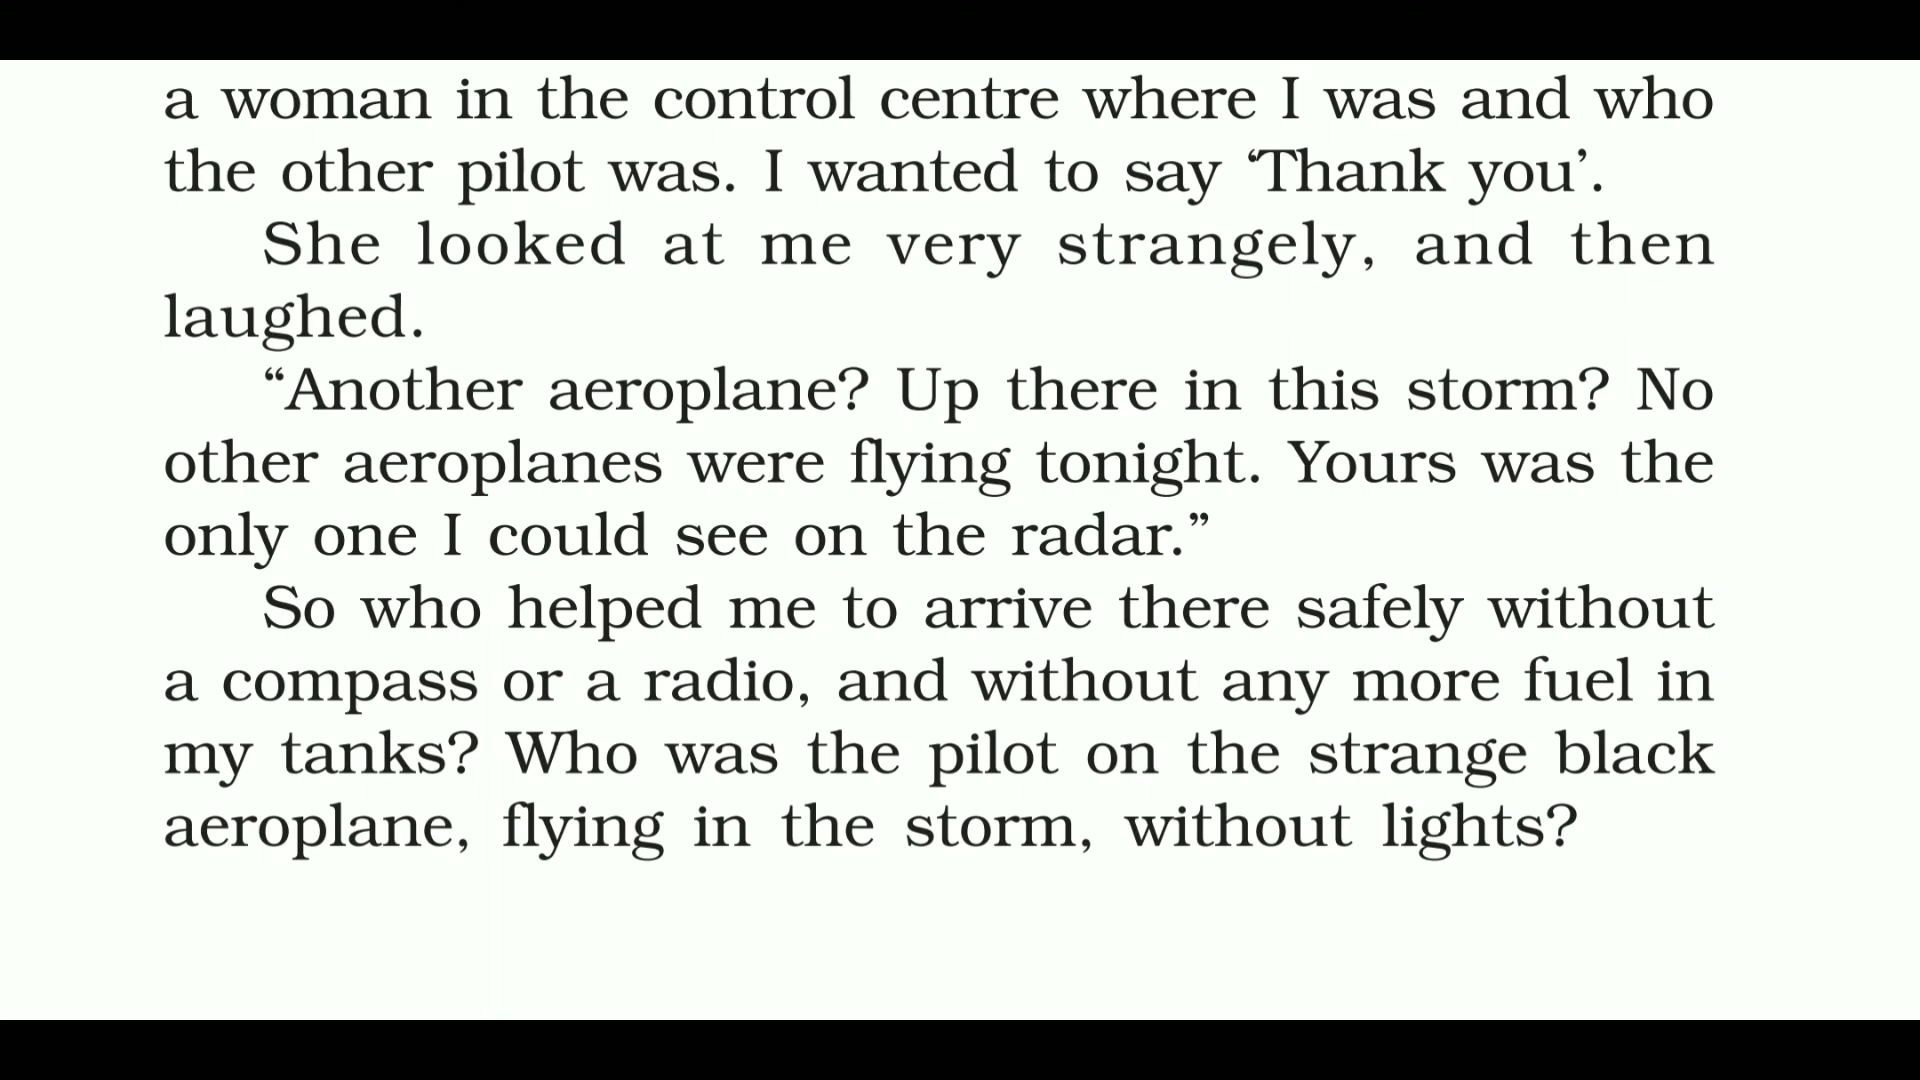 a woman in the control centre where I was and who
the other pilot was. I wanted to say ‘Thank you’.
She looked at me very strangely, and then
laughed.
“Another aeroplane? Up there in this storm? No
other aeroplanes were flying tonight. Yours was the
only one I could see on the radar.”
So who helped me to arrive there safely without
a compass or a radio, and without any more fuel in
my tanks? Who was the pilot on the strange black
aeroplane, flying in the storm, without lights?